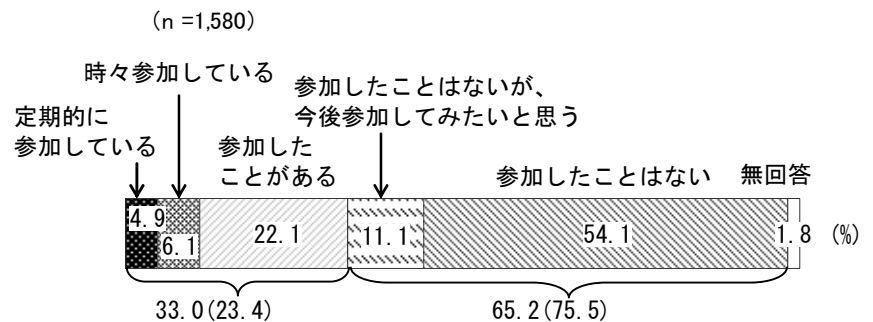 （n =1,580）
時々参加している
参加したことはないが、
今後参加してみたいと思う
定期的に
参加している
参加した
ことがある
参加したことはない
無回答
4.9
6.1
22.1
11.1
54.1
1.8
(%)
33.0(23.4)
65.2(75.5)